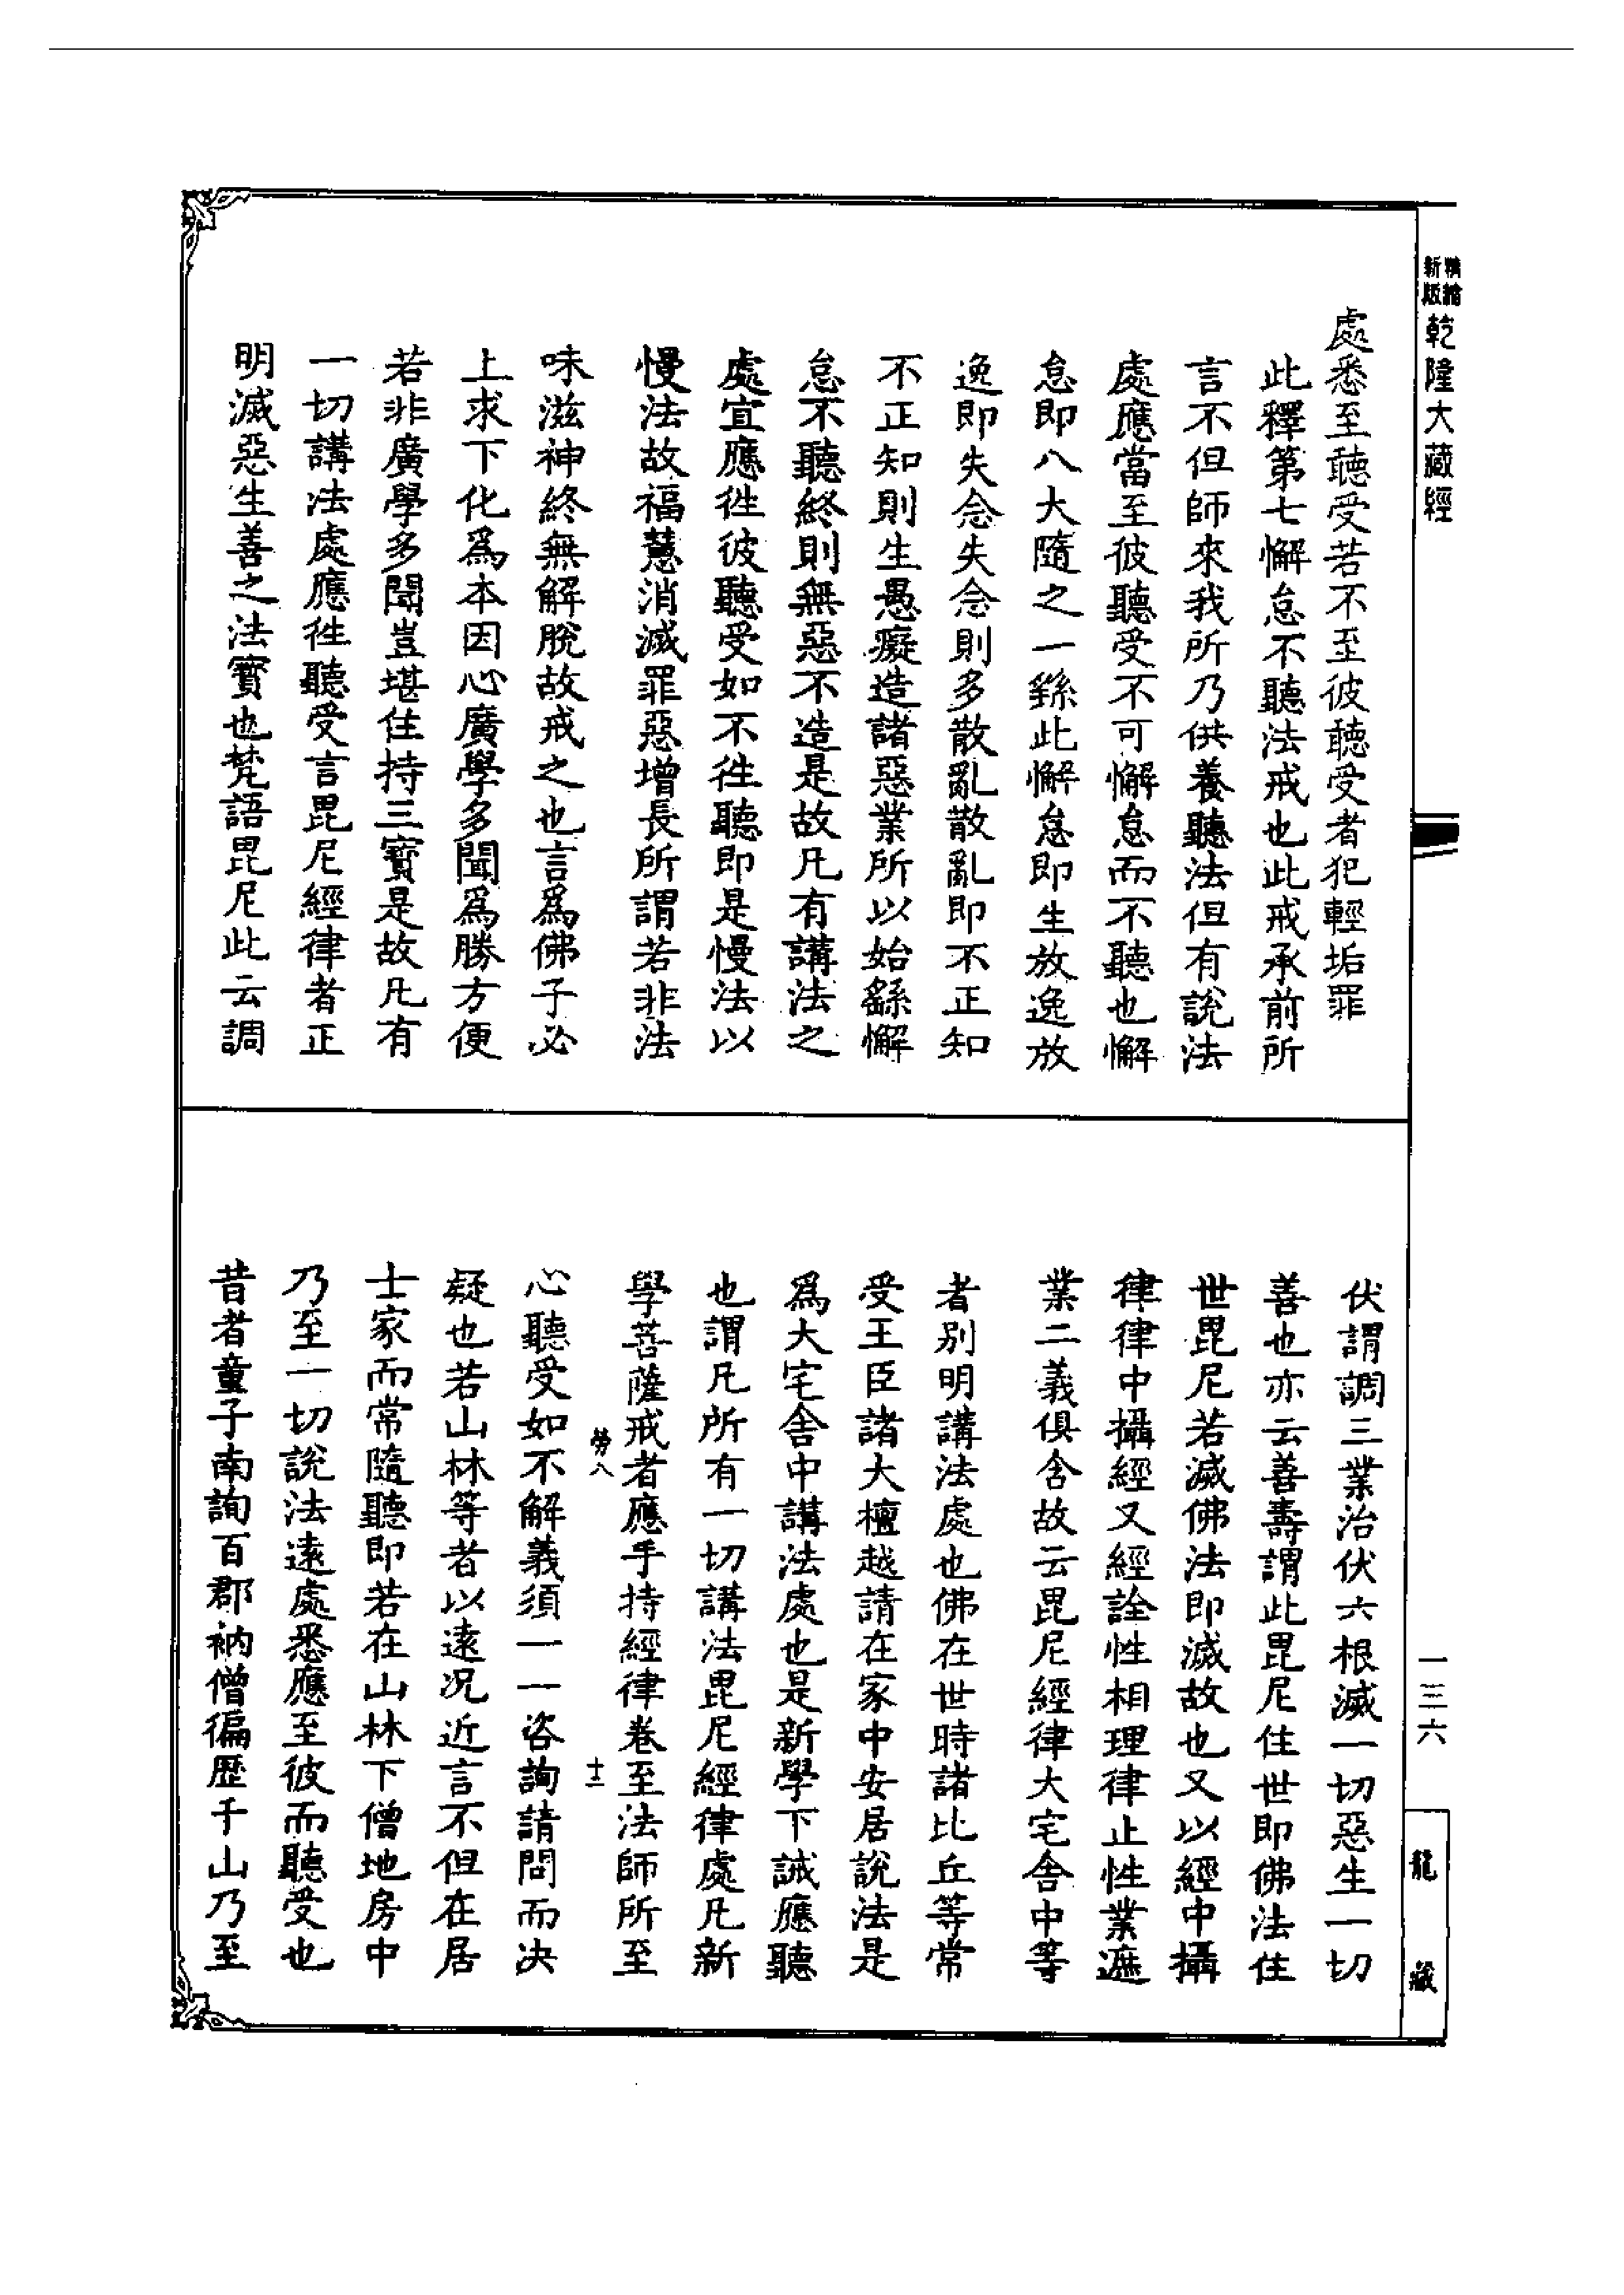 精繪
新版
乾隆大藏經
處悉至聽受若不至彼聽受者犯輕垢罪
此釋第七懈怠不聽法戒也此戒承前所
言不但師來我所乃供養聽法但有說法
處應當至彼聽受不可懈怠而不聽也懈
怠即八大隨之一繇此懈怠即生放逸放
逸即失念失念則多散亂散亂即不正知
不正知則生愚癡造諸惡業所以始繇懈
怠不聽終則無惡不造是故凡有講法之
處宜應徃彼聽受如不徃聽即是慢法以
慢法故福慧消滅罪惡增長所謂若非法
味滋神終無解脫故戒之也言爲佛子必
上求下化爲本因心廣學多聞爲勝方便
若非廣學多聞豈堪住持三寶是故凡有
一切講法處應徃聽受言毘尼經律者正
明滅惡生善之法寶也梵語毘尼此云調
伏謂調三業治伏六根滅一切惡生一切
善也亦云善壽謂此毘尼住世即佛法住
世毘尼若滅佛法即滅故也又以經中攝
律律中攝經又經詮性相理律止性業遮
業二義俱含故云毘尼經律大宅舍中等
者别明講法處也佛在世時諸比丘等常
受王臣諸大檀越請在家中安居說法是
爲大宅舍中講法處也是新學下誡應聽
也謂凡所有一切講法毘尼經律處凡新
學菩薩戒者應手持經律卷至法師所至
勞八
十二
心聽受如不解義須一一咨詢請問而决
疑也若山林等者以遠况近言不但在居
士家而常隨聽即若在山林下僧地房中
乃至一切說法遠處悉應至彼而聽受也
昔者童子南詢百郡衲僧徧歷千山乃至
一三六
龍
藏